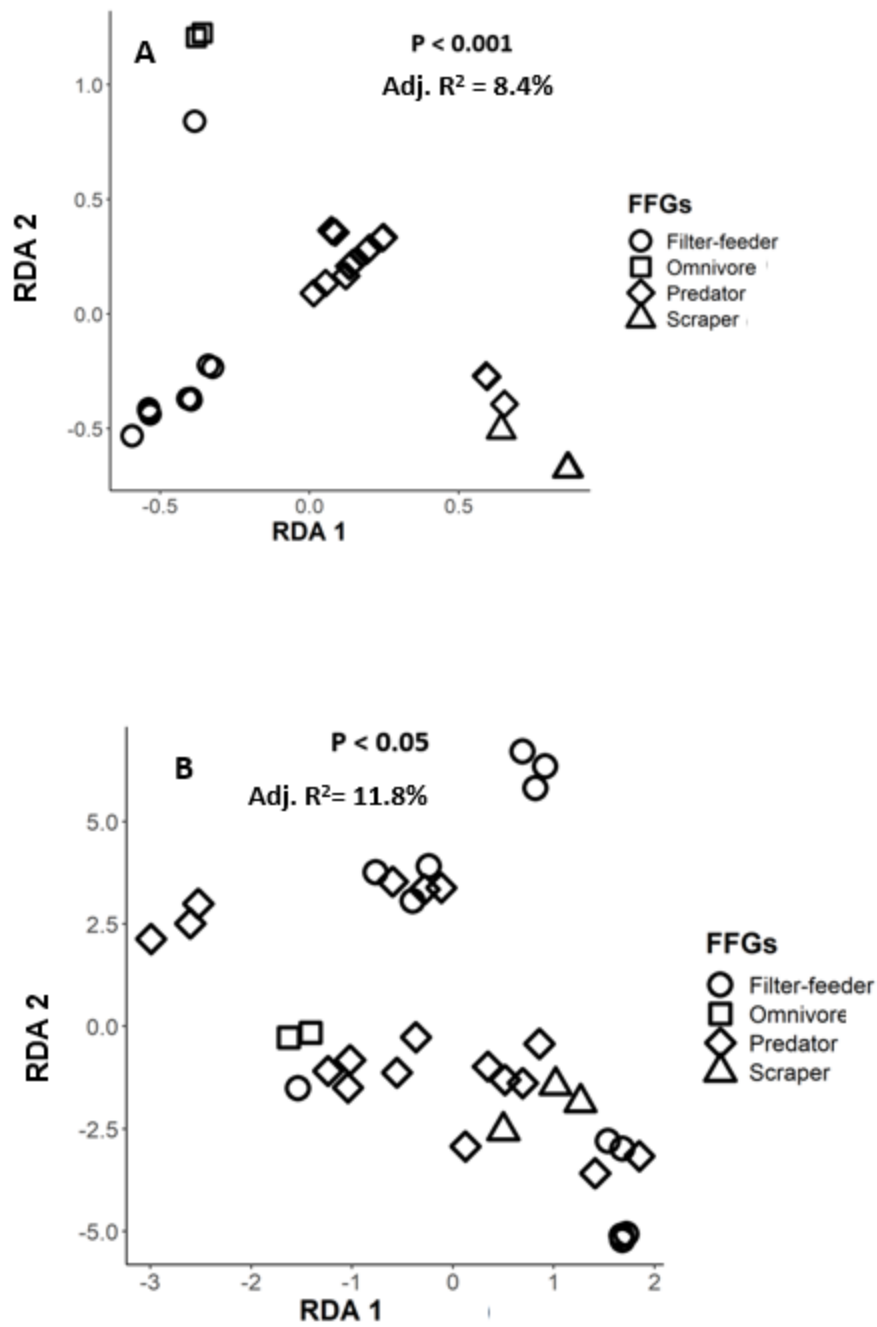 A
P < 0.001
Adj. R² = 8.4%
RDA 2
1.0
0.5
0.0
-0.5
-0.5
0.0
0.5
RDA 1
FFGs
Filter-feeder
Omnivore
Predator
Scraper
B
P < 0.05
Adj. R²= 11.8%
RDA 2
5.0
2.5
0.0
-2.5
-5.0
-3
-2
-1
0
1
2
RDA 1
FFGs
Filter-feeder
Omnivore
Predator
Scraper